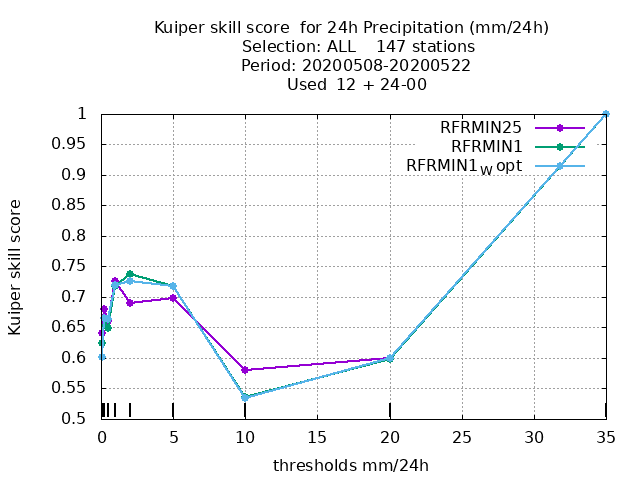 Kuiper skill score  for 24h Precipitation (mm/24h)
Selection: ALL    147 stations
Period: 20200508-20200522
Used  12 + 24-00
RFRMIN25
RFRMIN1
RFRMIN1W opt
1
0.95
0.9
0.85
0.8
0.75
0.7
0.65
0.6
0.55
0.5
Kuiper skill score
0 5 10 15 20 25 30 35
thresholds mm/24h